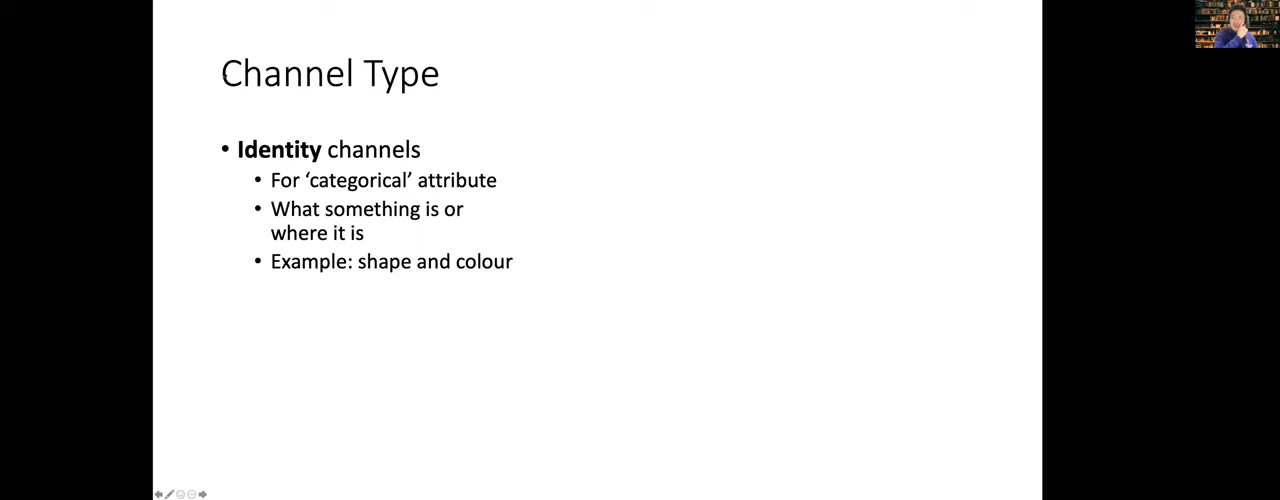 Channel Type
• Identity channels
• For ‘categorical’ attribute
• What something is or
where it is
• Example: shape and colour